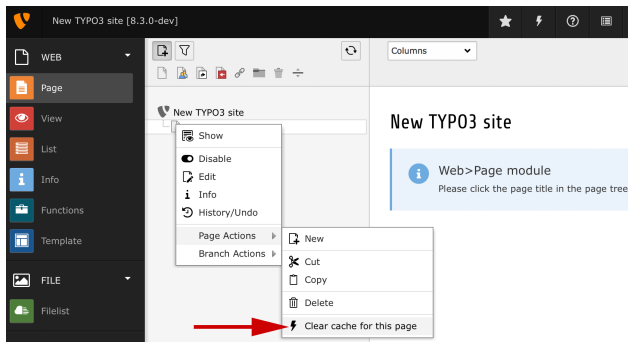 New TYPO3 site [8.3.0-dev]
WEB
Page
View
List
Info
Functions
Template
FILE
Filelist
New TYPO3 site
Show
Disable
Edit
Info
History/Undo
Page Actions
Branch Actions
New
Cut
Copy
Delete
Clear cache for this page
Columns
New TYPO3 site
Web>Page module
Please click the page title in the page tree